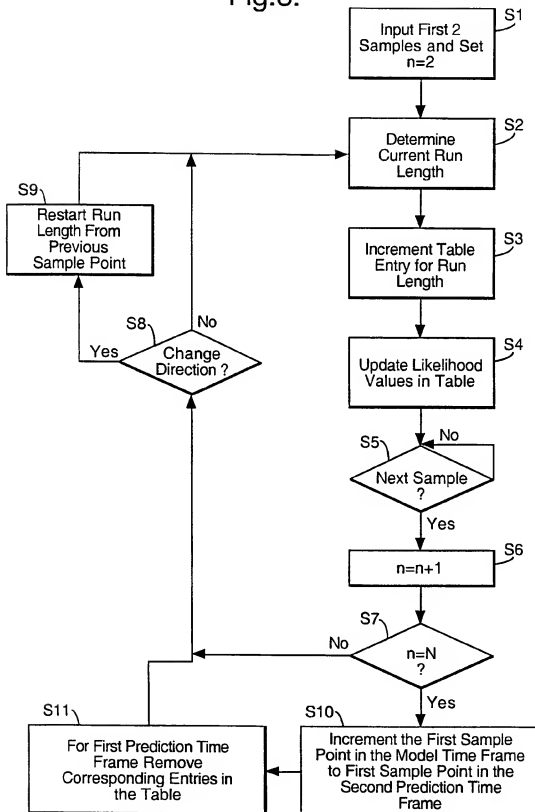 Fig.8.
S1
Input First 2
Samples and Set
n=2
S2
Determine
Current Run
Length
S3
Increment Table
Entry for Run
Length
S4
Update Likelihood
Values in Table
S5
No
Next Sample
?
Yes
S6
n=n+1
S7
No
n=N
?
Yes
S8
No
Yes
Change
Direction ?
S9
Restart Run
Length From
Previous
Sample Point
S10
Increment the First Sample
Point in the Model Time Frame
to First Sample Point in the
Second Prediction Time
Frame
S11
For First Prediction Time
Frame Remove
Corresponding Entries in
the Table